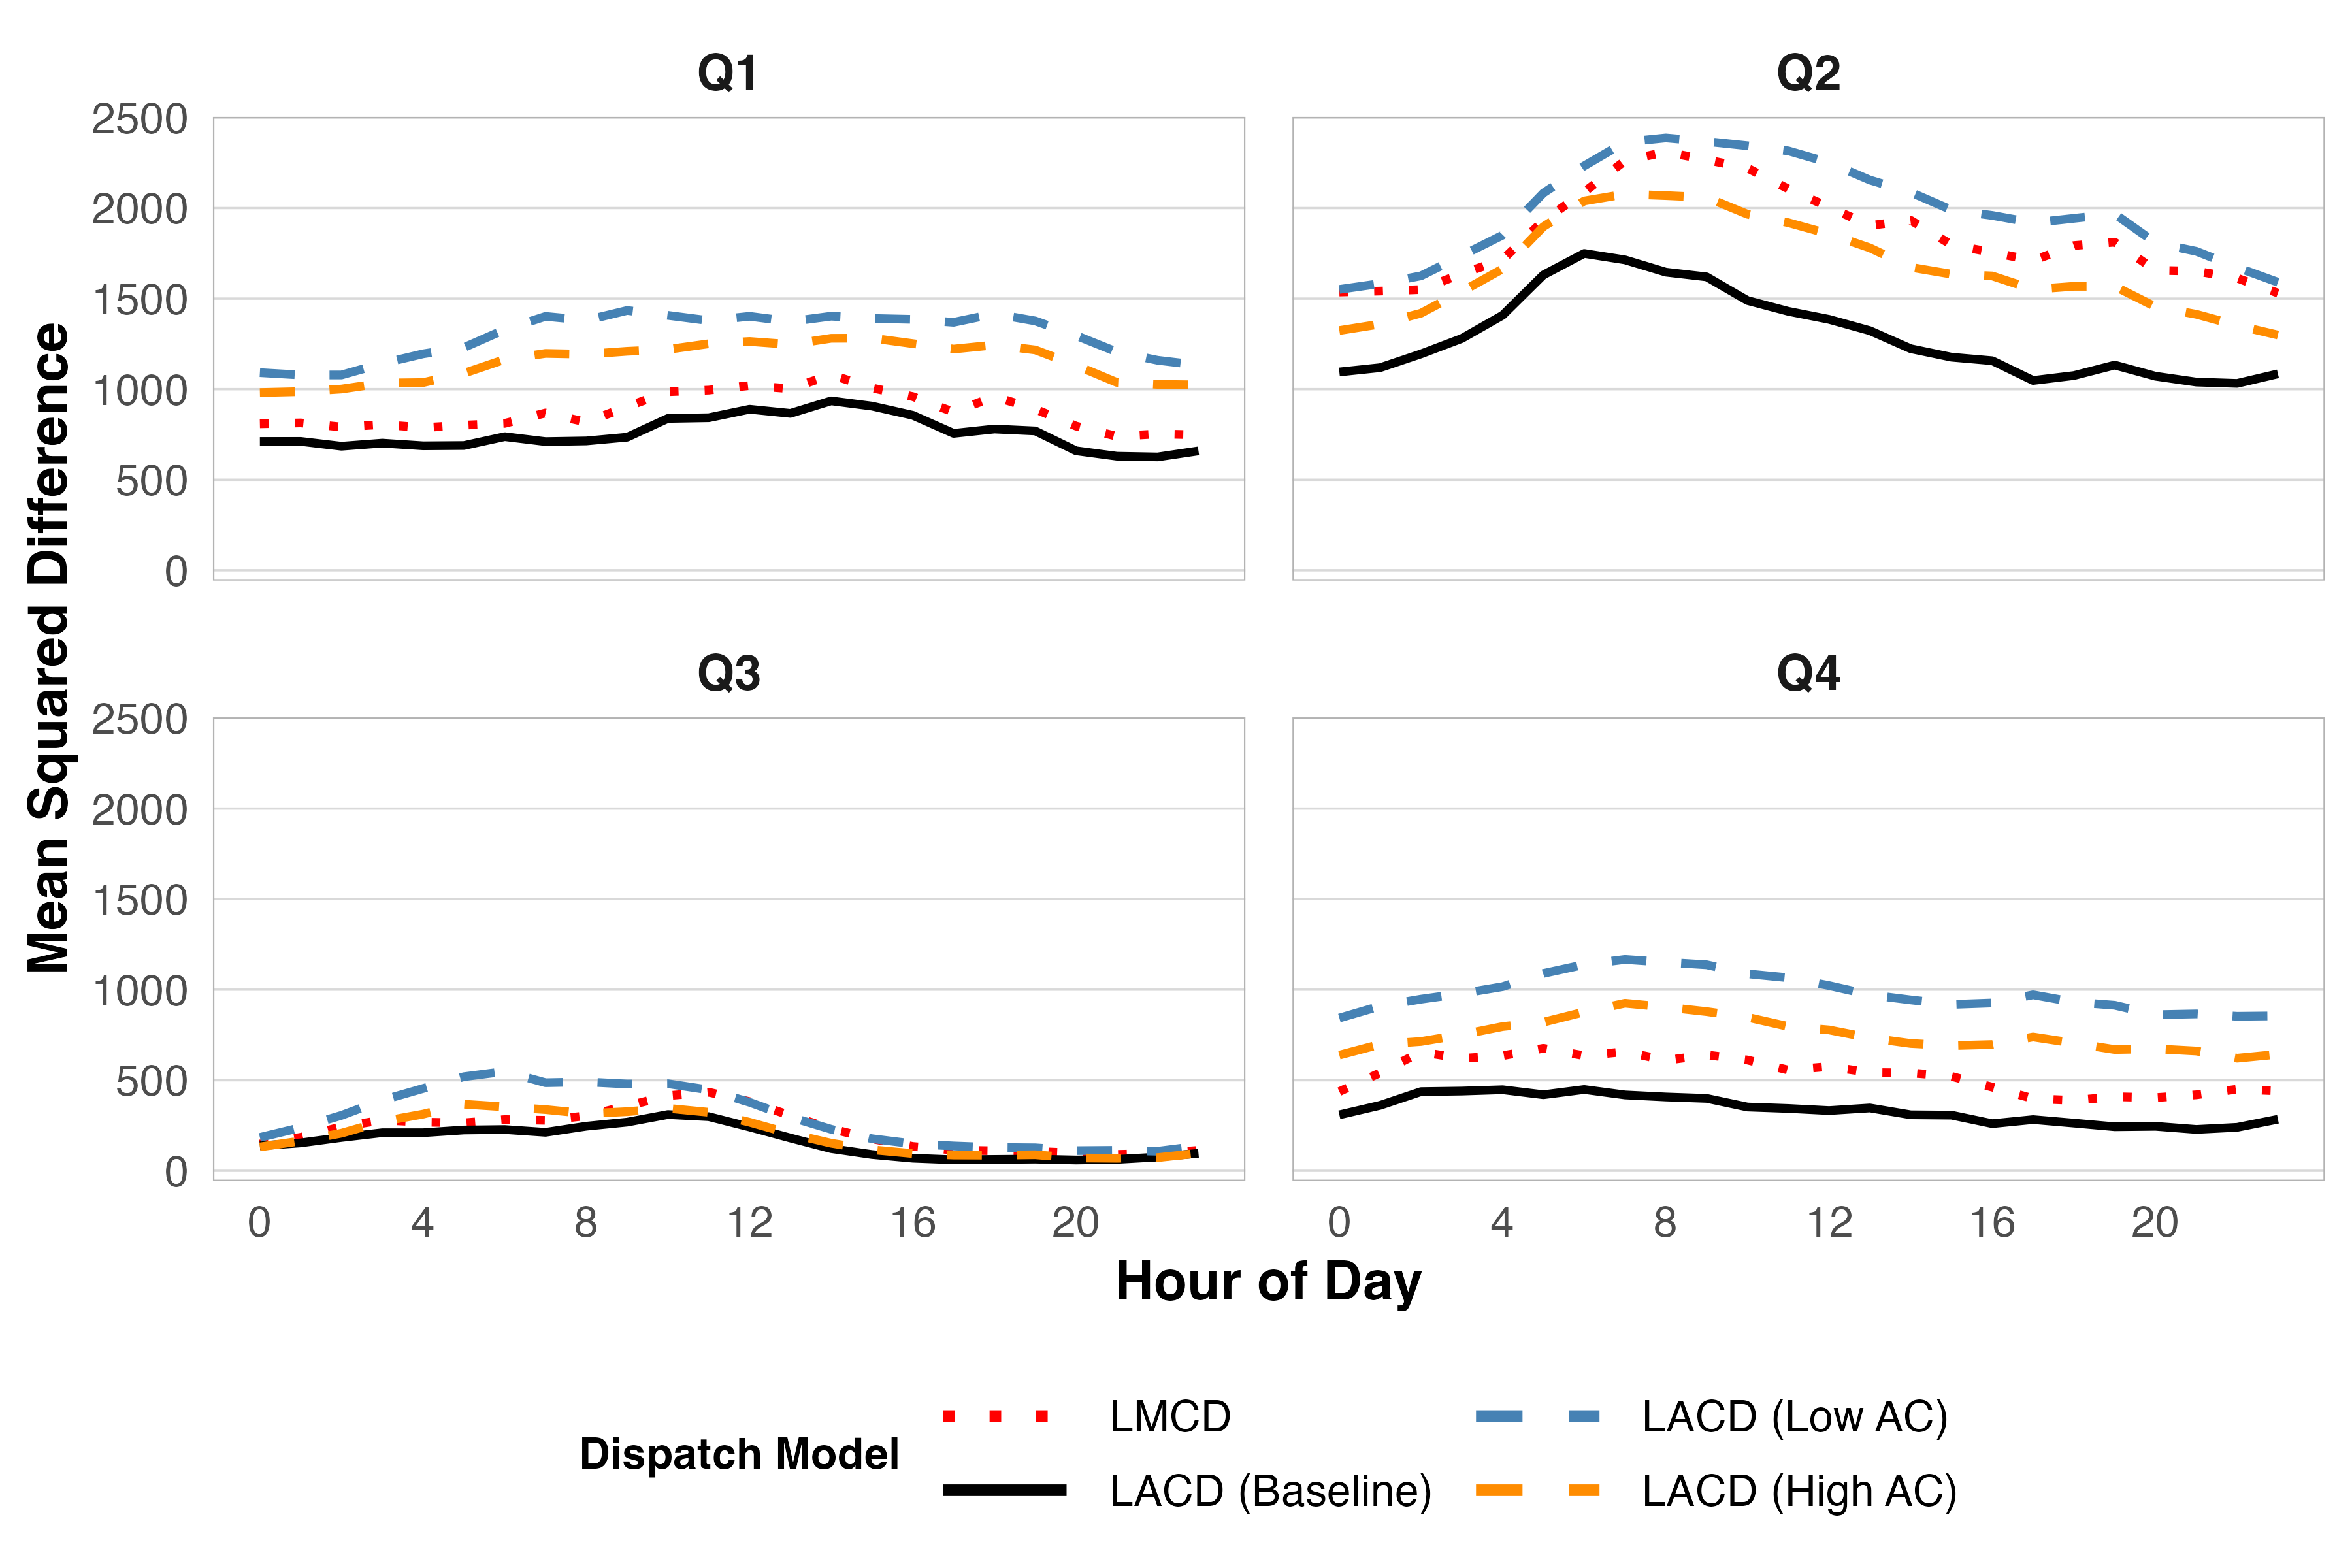 Q1 Q2
2500
2000
1500
1000
500
0
Mean Squared Difference
Q3 Q4
2500
2000
1500
1000
500
0
0 4 8 12 16 20 0 4 8 12 16 20
Hour of Day
Dispatch Model
LMCD LACD (Low AC)
LACD (Baseline) LACD (High AC)